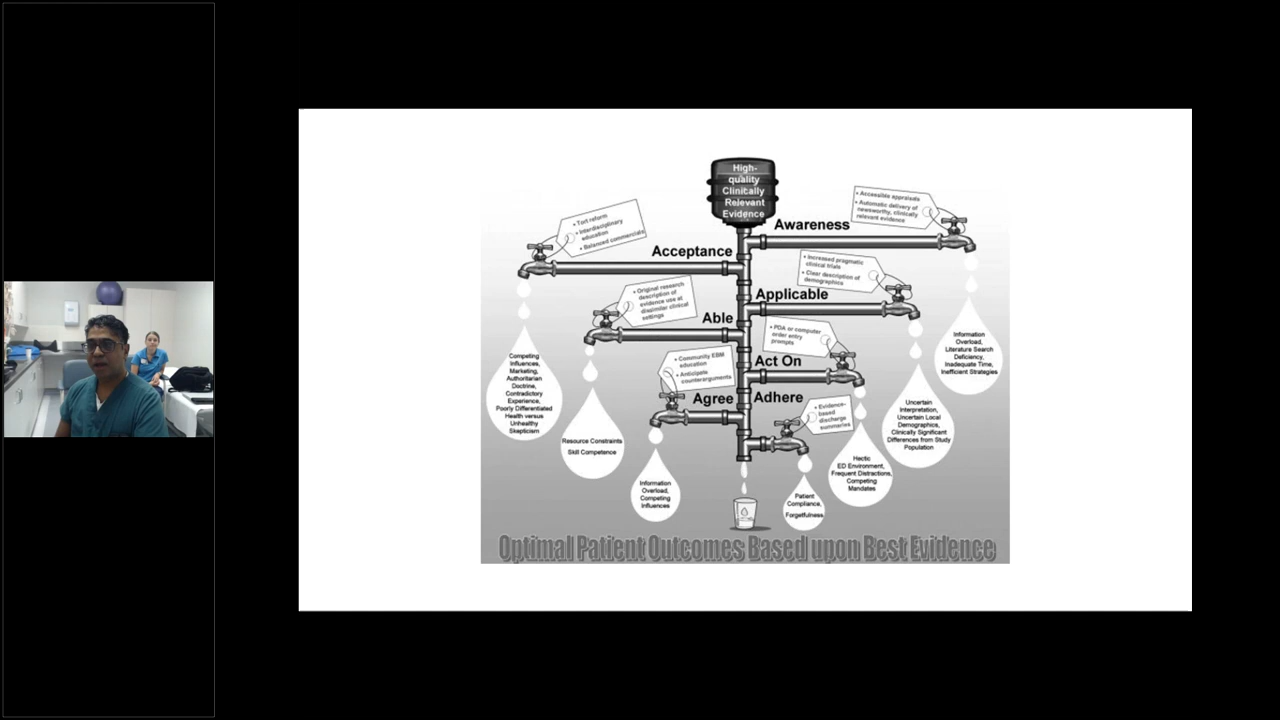 High-
quality
Clinically
Relevant
Evidence
Awareness
• Accessible appraisals
• Automatic delivery of
newsworthy, clinically
relevant evidence
Information
Overload,
Literature Search
Deficiency,
Inadequate Time,
Inefficient Strategies
Acceptance
• Tort reform
• Interdisciplinary
education
• Balanced commercials
Competing
Influences,
Marketing,
Authoritarian
Doctrine,
Contradictory
Experience,
Poorly Differentiated
Health versus
Unhealthy
Skepticism
Applicable
• Increased pragmatic
clinical trials
• Clear description of
demographics
Uncertain
Interpretation,
Uncertain Local
Demographics,
Clinically Significant
Differences from Study
Population
Able
• Original research
description of
evidence use at
dissimilar clinical
settings
Resource Constraints
Skill Competence
Act On
• PDA or computer
order entry
prompts
Hectic
ED Environment,
Frequent Distractions,
Competing
Mandates
Agree
• Community EBM
education
• Anticipate
counterarguments
Information
Overload,
Competing
Influences
Adhere
• Evidence-
based
discharge
summaries
Patient
Compliance,
Forgetfulness
Optimal Patient Outcomes Based upon Best Evidence